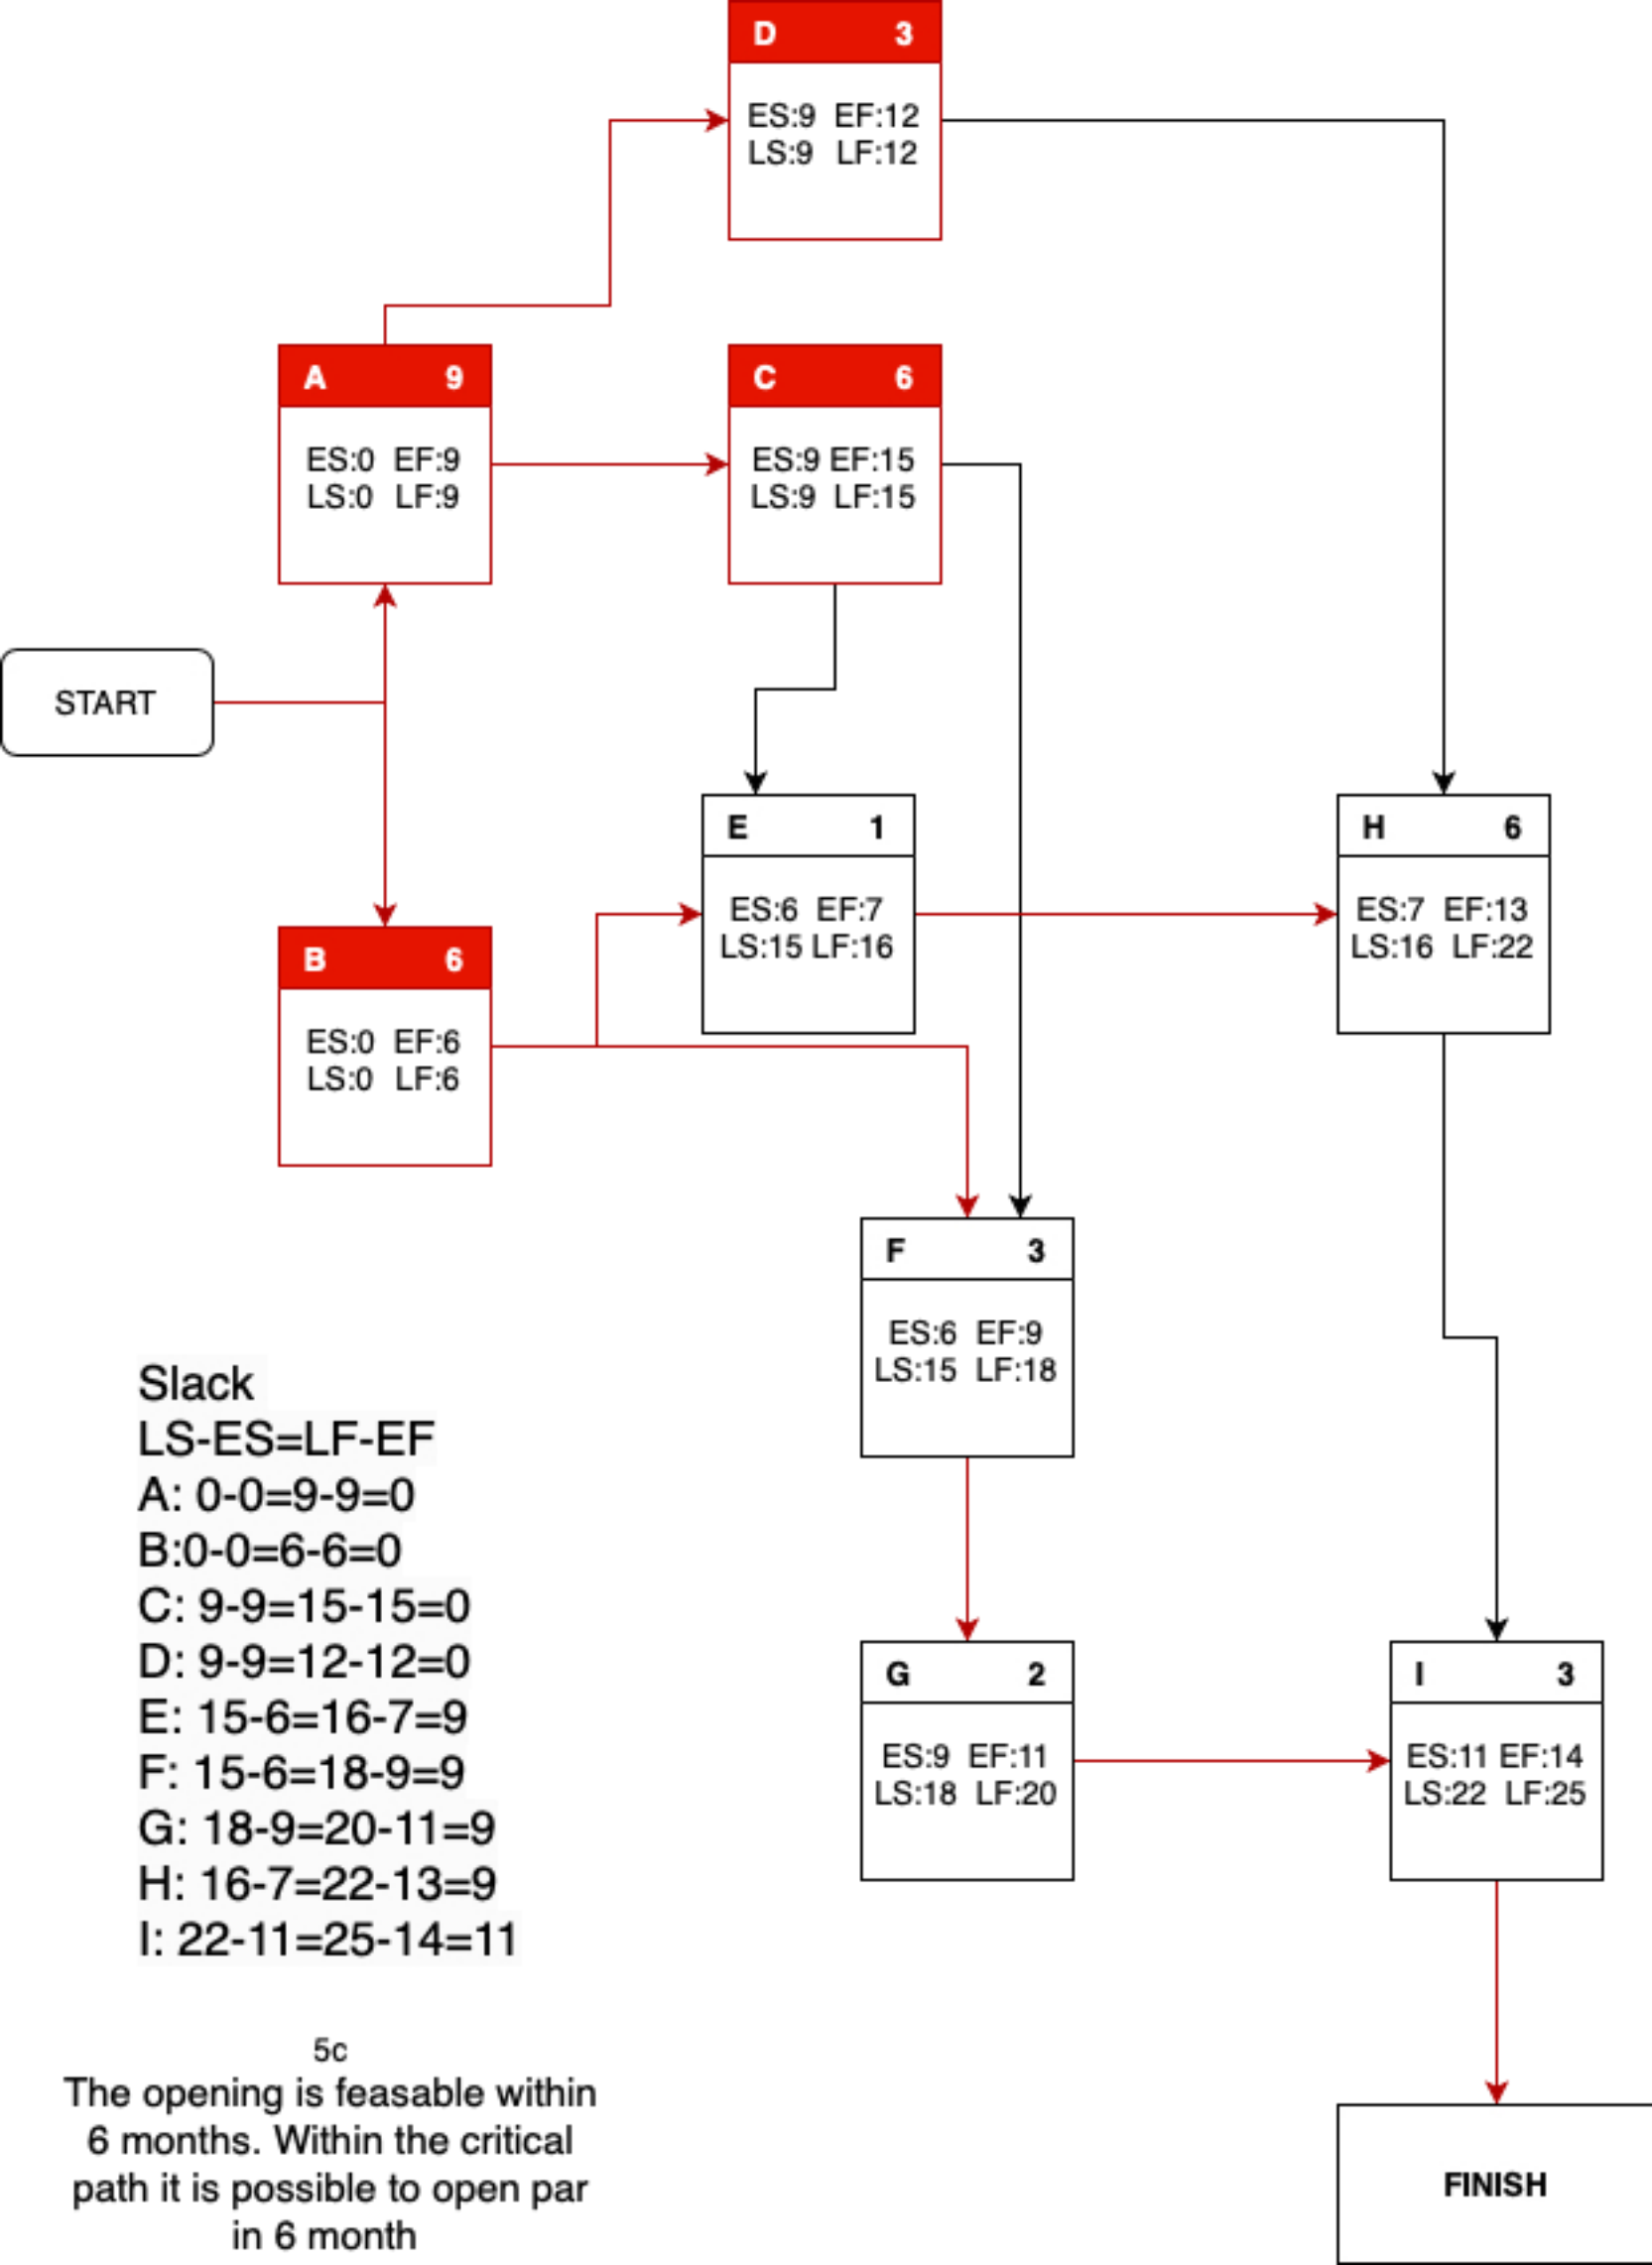 D 3
ES:9 EF:12
LS:9 LF:12
A 9
ES:0 EF:9
LS:0 LF:9
C 6
ES:9 EF:15
LS:9 LF:15
START
E 1
ES:6 EF:7
LS:15 LF:16
H 6
ES:7 EF:13
LS:16 LF:22
B 6
ES:0 EF:6
LS:0 LF:6
F 3
ES:6 EF:9
LS:15 LF:18
Slack
LS-ES=LF-EF
A: 0-0=9-9=0
B:0-0=6-6=0
C: 9-9=15-15=0
D: 9-9=12-12=0
E: 15-6=16-7=9
F: 15-6=18-9=9
G: 18-9=20-11=9
H: 16-7=22-13=9
I: 22-11=25-14=11
G 2
ES:9 EF:11
LS:18 LF:20
I 3
ES:11 EF:14
LS:22 LF:25
5c
The opening is feasable within
6 months. Within the critical
path it is possible to open par
in 6 month
FINISH